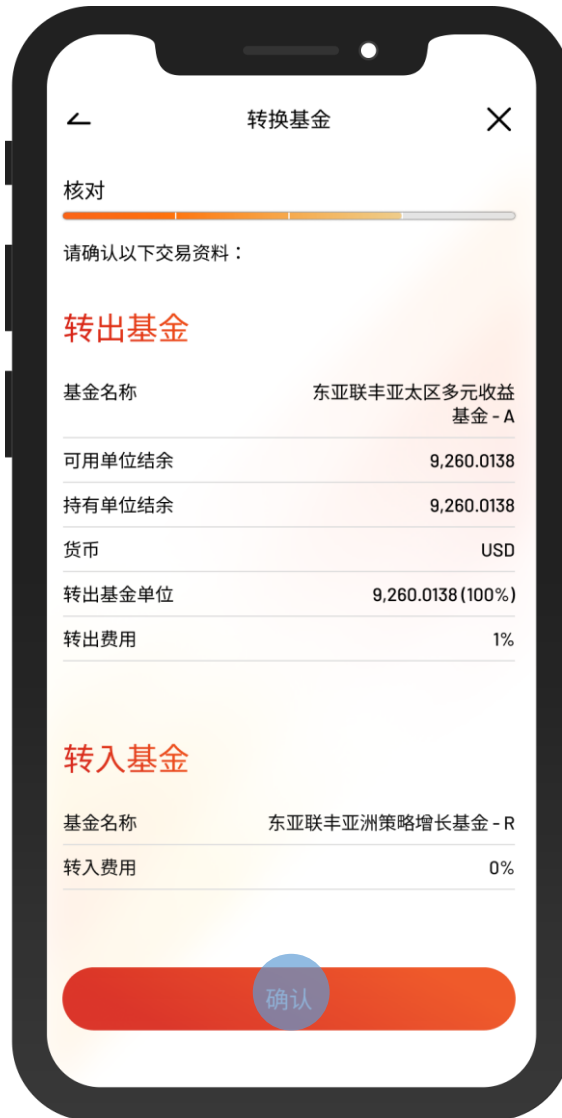 转换基金
核对
请确认以下交易资料：
转出基金
基金名称 东亚联丰亚太区多元收益
基金 - A
可用单位结余 9,260.0138
持有单位结余 9,260.0138
货币 USD
转出基金单位 9,260.0138 (100%)
转出费用 1%
转入基金
基金名称 东亚联丰亚洲策略增长基金 - R
转入费用 0%
确认